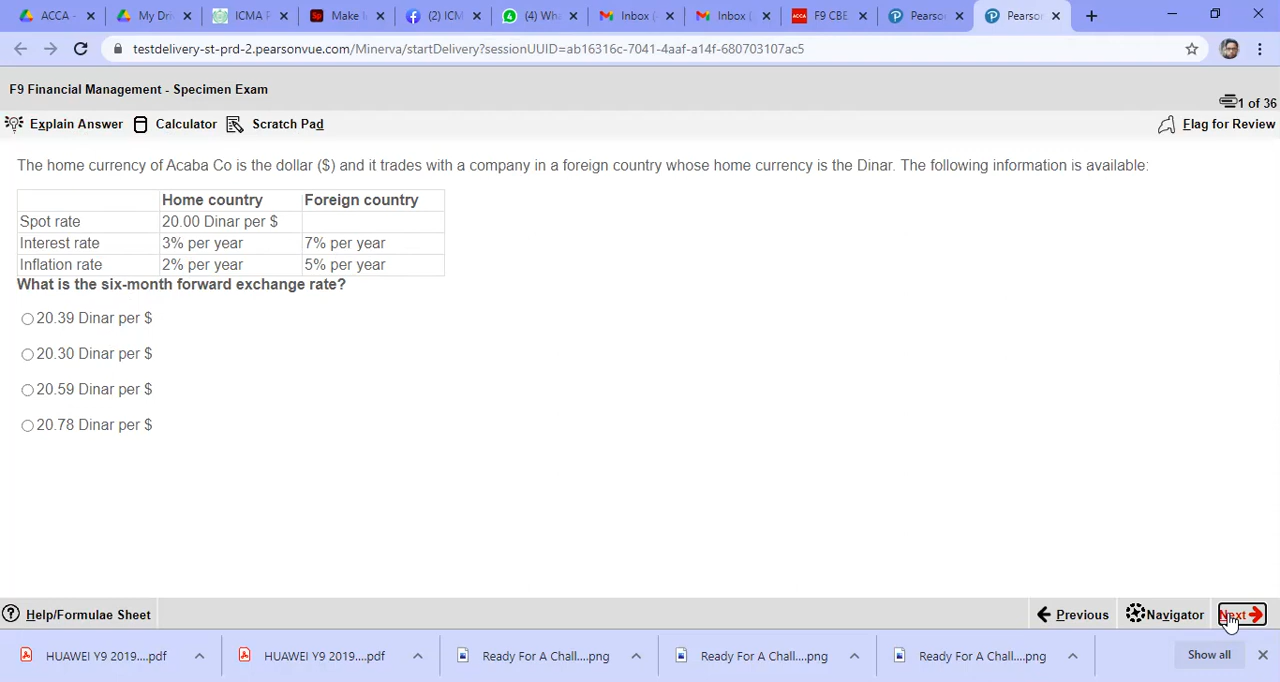 ACCA -
My Dri
ICMA P
Make I
(2) ICM
(4) Wha
Inbox (
Inbox (
F9 CBE
Pearso
Pearso
testdelivery-st-prd-2.pearsonvue.com/Minerva/startDelivery?sessionUUID=ab16316c-7041-4aaf-a14f-680703107ac5
F9 Financial Management - Specimen Exam
1 of 36
Explain Answer Calculator Scratch Pad Flag for Review
The home currency of Acaba Co is the dollar ($) and it trades with a company in a foreign country whose home currency is the Dinar. The following information is available:
Home country Foreign country
Spot rate 20.00 Dinar per $
Interest rate 3% per year 7% per year
Inflation rate 2% per year 5% per year
What is the six-month forward exchange rate?
20.39 Dinar per $
20.30 Dinar per $
20.59 Dinar per $
20.78 Dinar per $
Help/Formulae Sheet Previous Navigator Next
HUAWEI Y9 2019....pdf HUAWEI Y9 2019....pdf Ready For A Chall....png Ready For A Chall....png Ready For A Chall....png Show all